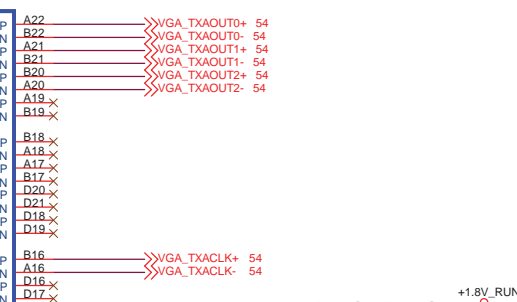 P A22 VGA_TXAOUT0+ 54
N B22 VGA_TXAOUT0- 54
P A21 VGA_TXAOUT1+ 54
N B21 VGA_TXAOUT1- 54
P B20 VGA_TXAOUT2+ 54
N A20 VGA_TXAOUT2- 54
P A19
N B19
P B18
N A18
P A17
N B17
P D20
N D21
P D18
N D19
P B16 VGA_TXACLK+ 54
N A16 VGA_TXACLK- 54
P D16
N D17
+1.8V_RUN